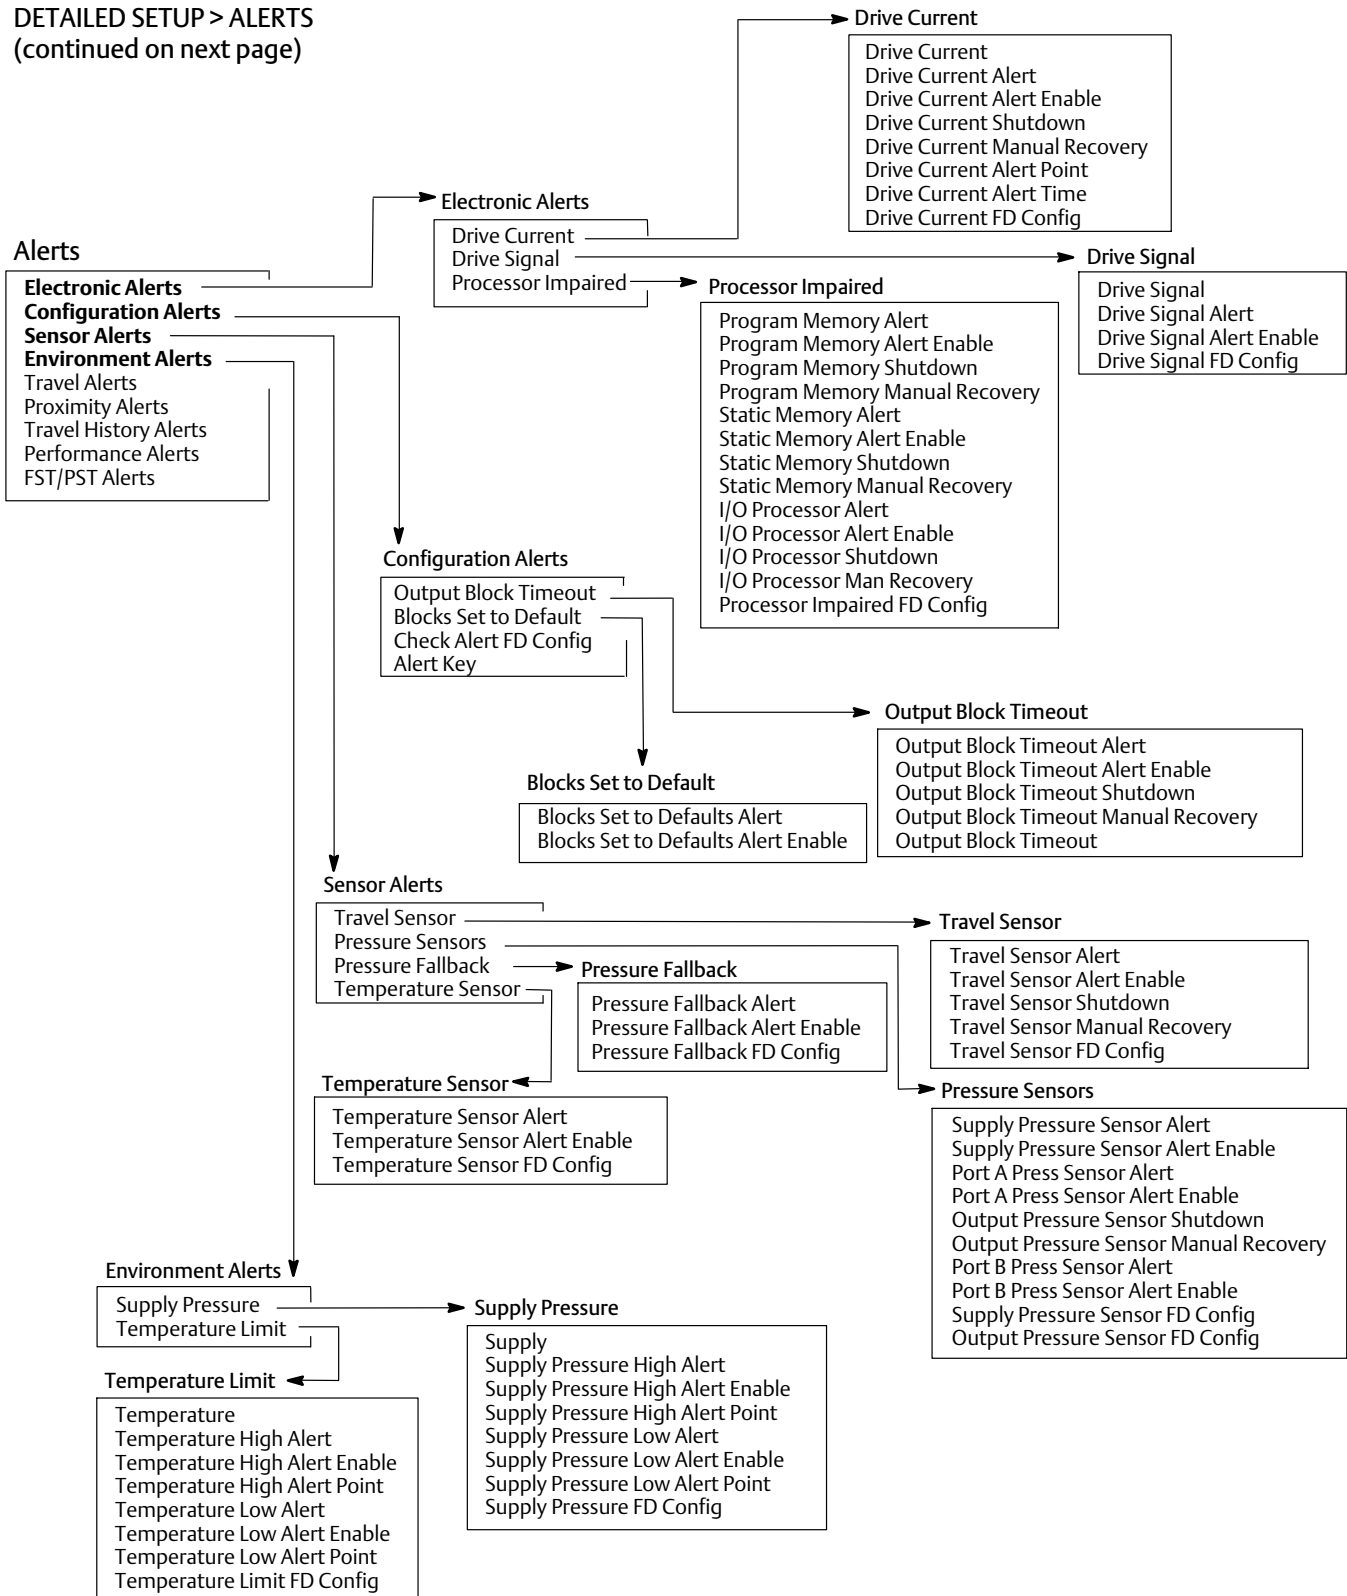 DETAILED SETUP > ALERTS
(continued on next page)
Drive Current
Drive Current
Drive Current Alert
Drive Current Alert Enable
Drive Current Shutdown
Drive Current Manual Recovery
Drive Current Alert Point
Drive Current Alert Time
Drive Current FD Config
Electronic Alerts
Drive Current
Drive Signal
Processor Impaired
Alerts
Electronic Alerts
Configuration Alerts
Sensor Alerts
Environment Alerts
Travel Alerts
Proximity Alerts
Travel History Alerts
Performance Alerts
FST/PST Alerts
Drive Signal
Drive Signal
Drive Signal Alert
Drive Signal Alert Enable
Drive Signal FD Config
Processor Impaired
Program Memory Alert
Program Memory Alert Enable
Program Memory Shutdown
Program Memory Manual Recovery
Static Memory Alert
Static Memory Alert Enable
Static Memory Shutdown
Static Memory Manual Recovery
I/O Processor Alert
I/O Processor Alert Enable
I/O Processor Shutdown
I/O Processor Man Recovery
Processor Impaired FD Config
Configuration Alerts
Output Block Timeout
Blocks Set to Default
Check Alert FD Config
Alert Key
Output Block Timeout
Output Block Timeout Alert
Output Block Timeout Alert Enable
Output Block Timeout Shutdown
Output Block Timeout Manual Recovery
Output Block Timeout
Blocks Set to Default
Blocks Set to Defaults Alert
Blocks Set to Defaults Alert Enable
Sensor Alerts
Travel Sensor
Pressure Sensors
Pressure Fallback
Temperature Sensor
Travel Sensor
Travel Sensor Alert
Travel Sensor Alert Enable
Travel Sensor Shutdown
Travel Sensor Manual Recovery
Travel Sensor FD Config
Pressure Fallback
Pressure Fallback Alert
Pressure Fallback Alert Enable
Pressure Fallback FD Config
Temperature Sensor
Temperature Sensor Alert
Temperature Sensor Alert Enable
Temperature Sensor FD Config
Pressure Sensors
Supply Pressure Sensor Alert
Supply Pressure Sensor Alert Enable
Port A Press Sensor Alert
Port A Press Sensor Alert Enable
Output Pressure Sensor Shutdown
Output Pressure Sensor Manual Recovery
Port B Press Sensor Alert
Port B Press Sensor Alert Enable
Supply Pressure Sensor FD Config
Output Pressure Sensor FD Config
Environment Alerts
Supply Pressure
Temperature Limit
Supply Pressure
Supply
Supply Pressure High Alert
Supply Pressure High Alert Enable
Supply Pressure High Alert Point
Supply Pressure Low Alert
Supply Pressure Low Alert Enable
Supply Pressure Low Alert Point
Supply Pressure FD Config
Temperature Limit
Temperature
Temperature High Alert
Temperature High Alert Enable
Temperature High Alert Point
Temperature Low Alert
Temperature Low Alert Enable
Temperature Low Alert Point
Temperature Limit FD Config